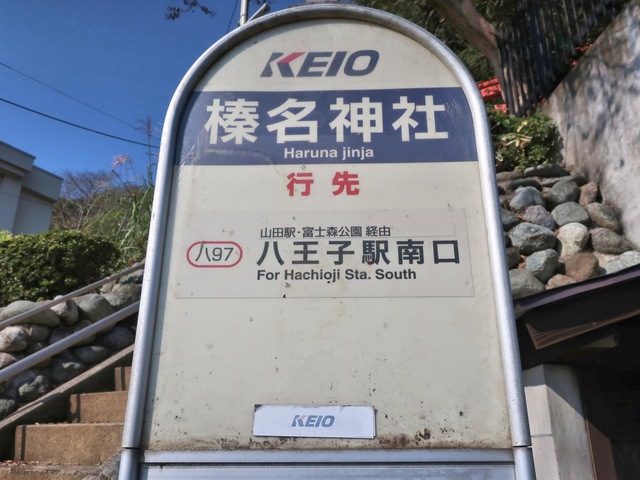 KEIO
榛名神社
Haruna jinja
行先
山田駅・富士森公園 経由
八97 八王子駅南口
For Hachioji Sta. South
KEIO